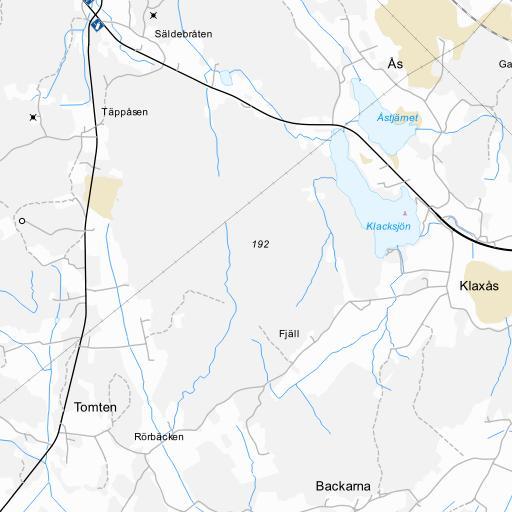 Säldebråten
Ås
Ga
Täppåsen
Åstjärnet
Klacksjön
192
Klaxås
Fjäll
Tomten
Rörbäcken
Backarna